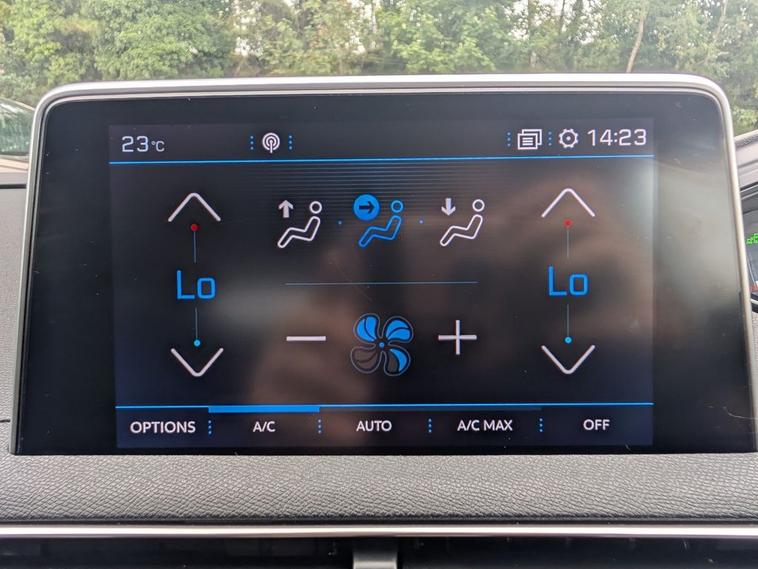 23°C 14:23
Lo Lo
OPTIONS A/C AUTO A/C MAX OFF